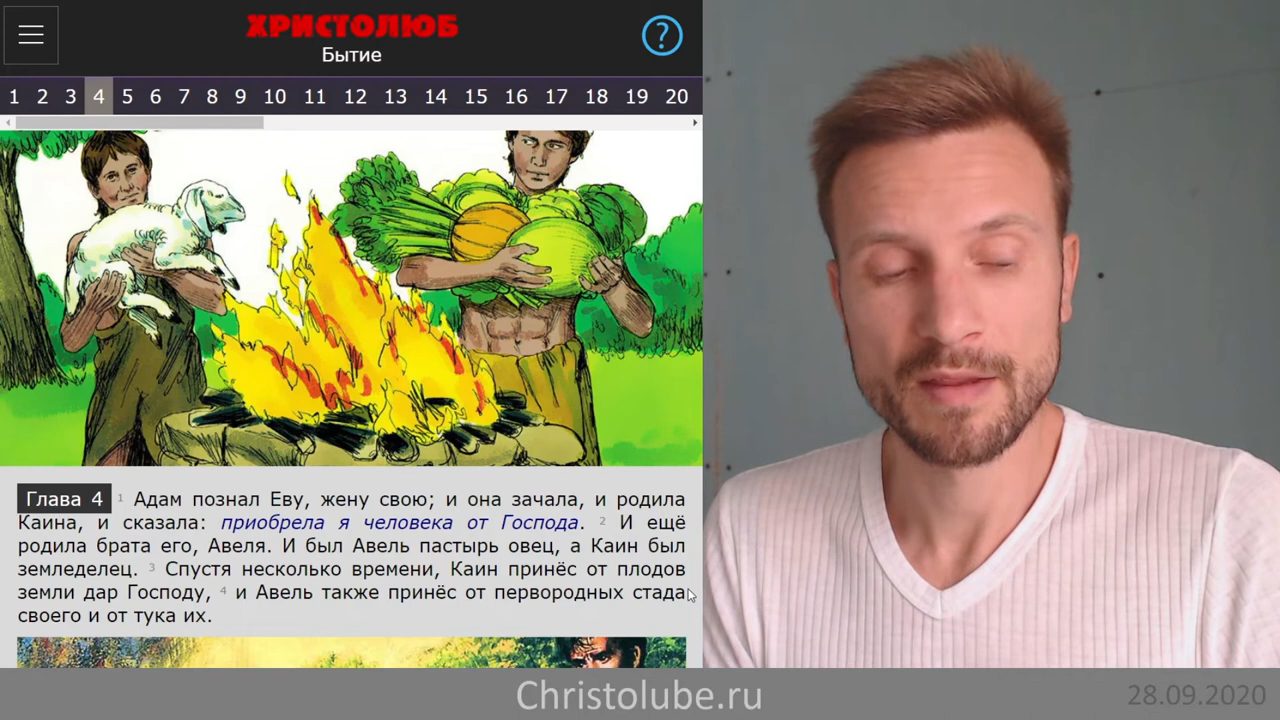 ХРИСТОЛЮБ
Бытие
?
1 2 3 4 5 6 7 8 9 10 11 12 13 14 15 16 17 18 19 20
Глава 4 1 Адам познал Еву, жену свою; и она зачала, и родила
Каина, и сказала: приобрела я человека от Господа. 2 И ещё
родила брата его, Авеля. И был Авель пастырь овец, а Каин был
земледелец. 3 Спустя несколько времени, Каин принёс от плодов
земли дар Господу, 4 и Авель также принёс от первородных стада
своего и от тука их.
Christolube.ru
28.09.2020